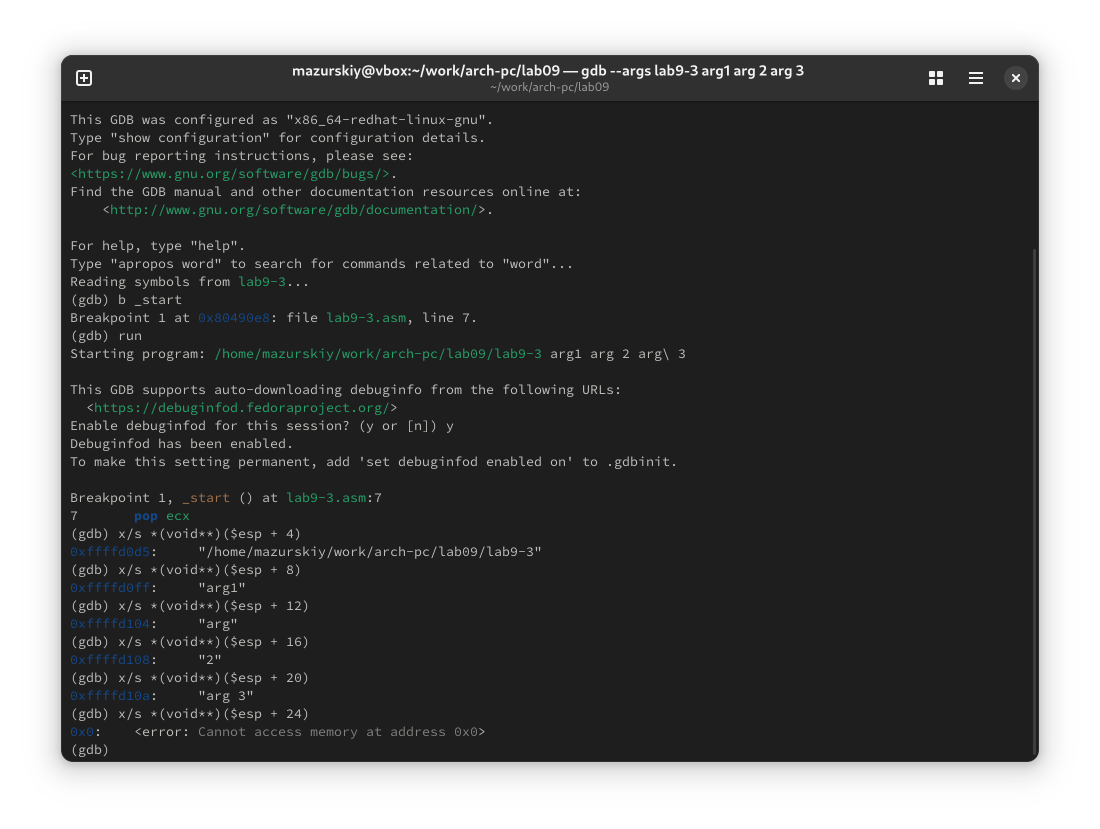 mazurskiy@vbox:~/work/arch-pc/lab09 — gdb --args lab9-3 arg1 arg 2 arg 3
~/work/arch-pc/lab09
This GDB was configured as "x86_64-redhat-linux-gnu".
Type "show configuration" for configuration details.
For bug reporting instructions, please see:
<https://www.gnu.org/software/gdb/bugs/>.
Find the GDB manual and other documentation resources online at:
    <http://www.gnu.org/software/gdb/documentation/>.

For help, type "help".
Type "apropos word" to search for commands related to "word"...
Reading symbols from lab9-3...
(gdb) b _start
Breakpoint 1 at 0x80490e8: file lab9-3.asm, line 7.
(gdb) run
Starting program: /home/mazurskiy/work/arch-pc/lab09/lab9-3 arg1 arg 2 arg\ 3

This GDB supports auto-downloading debuginfo from the following URLs:
  <https://debuginfod.fedoraproject.org/>
Enable debuginfod for this session? (y or [n]) y
Debuginfod has been enabled.
To make this setting permanent, add 'set debuginfod enabled on' to .gdbinit.

Breakpoint 1, _start () at lab9-3.asm:7
7       pop ecx
(gdb) x/s *(void**)($esp + 4)
0xffffd0d5:     "/home/mazurskiy/work/arch-pc/lab09/lab9-3"
(gdb) x/s *(void**)($esp + 8)
0xffffd0ff:     "arg1"
(gdb) x/s *(void**)($esp + 12)
0xffffd104:     "arg"
(gdb) x/s *(void**)($esp + 16)
0xffffd108:     "2"
(gdb) x/s *(void**)($esp + 20)
0xffffd10a:     "arg 3"
(gdb) x/s *(void**)($esp + 24)
0x0:    <error: Cannot access memory at address 0x0>
(gdb)